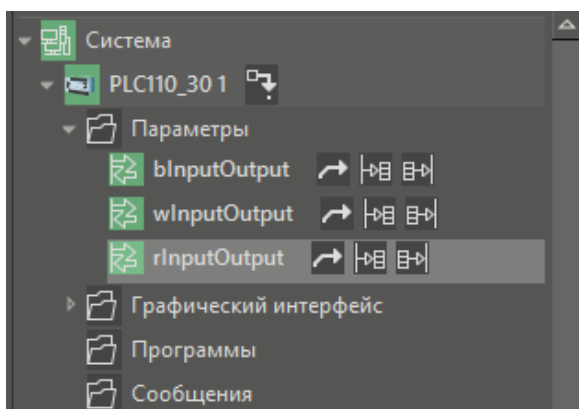 Система
PLC110_30 1
Параметры
bInputOutput
wInputOutput
rInputOutput
Графический интерфейс
Программы
Сообщения